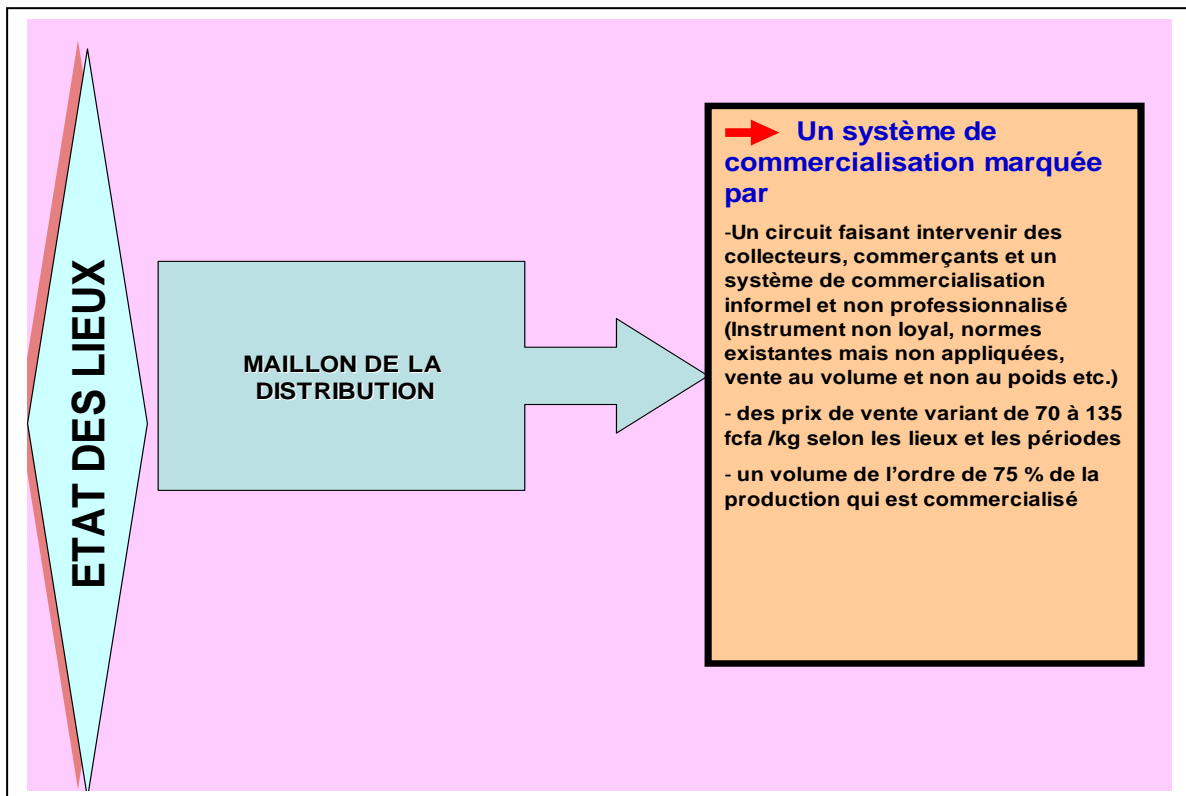 ETAT DES LIEUX
MAILLON DE LA
DISTRIBUTION
Un système de
commercialisation marquée
par
-Un circuit faisant intervenir des
collecteurs, commerçants et un
système de commercialisation
informel et non professionnalisé
(Instrument non loyal, normes
existantes mais non appliquées,
vente au volume et non au poids etc.)
- des prix de vente variant de 70 à 135
fcfa /kg selon les lieux et les périodes
- un volume de l’ordre de 75 % de la
production qui est commercialisé